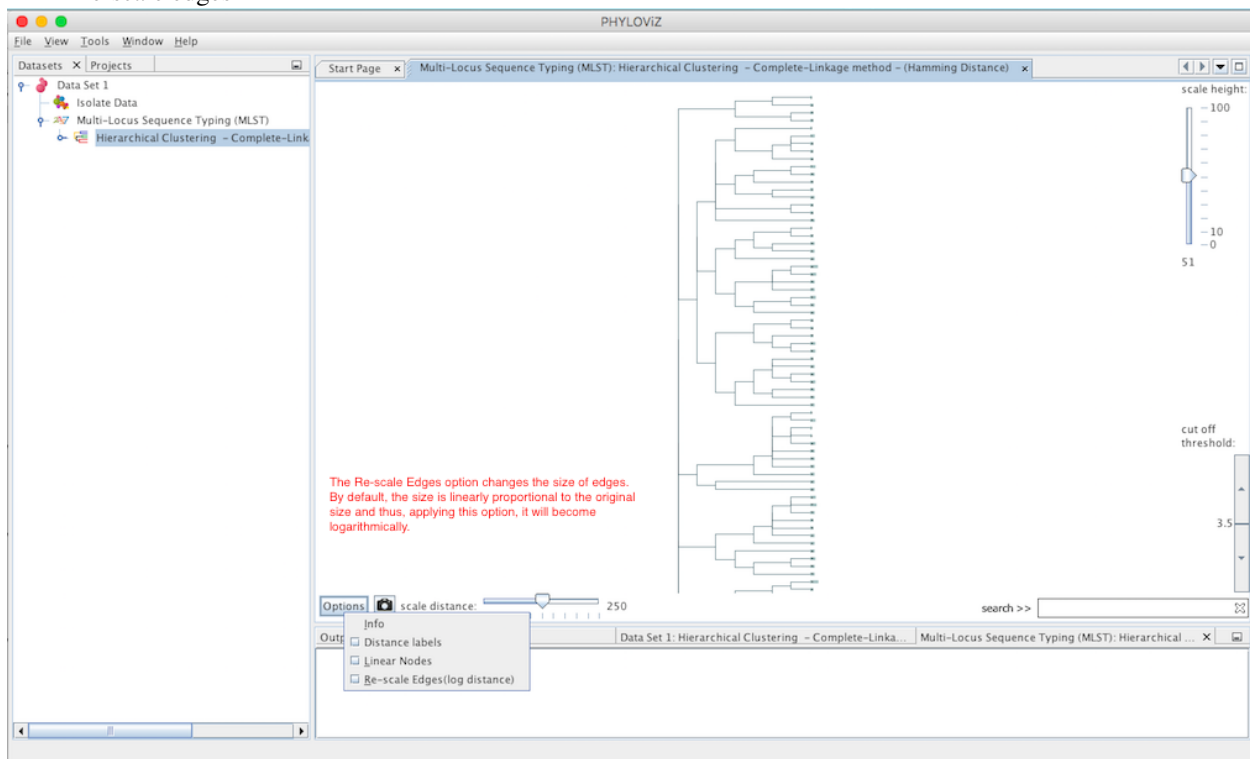 PHYLOViZ
File View Tools Window Help
Datasets × Projects
Data Set 1
Isolate Data
Multi-Locus Sequence Typing (MLST)
Hierarchical Clustering - Complete-Link
Start Page × Multi-Locus Sequence Typing (MLST): Hierarchical Clustering - Complete-Linkage method - (Hamming Distance) ×
scale height:
100
10
0
51
cut off
threshold:
3.5
The Re-scale Edges option changes the size of edges.
By default, the size is linearly proportional to the original
size and thus, applying this option, it will become
logarithmically.
Options scale distance: 250 search >>
Info
Distance labels
Linear Nodes
Re-scale Edges(log distance)
Outp Data Set 1: Hierarchical Clustering - Complete-Linka... Multi-Locus Sequence Typing (MLST): Hierarchical ... ×